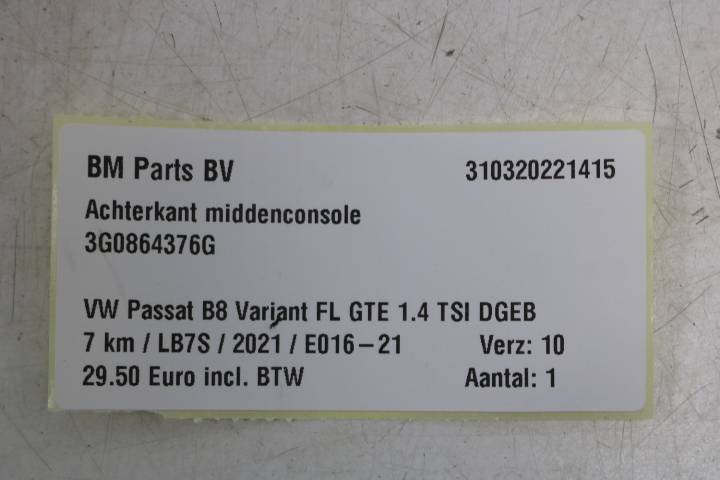 BM Parts BV 310320221415
Achterkant middenconsole
3G0864376G
VW Passat B8 Variant FL GTE 1.4 TSI DGEB
7 km / LB7S / 2021 / E016-21 Verz: 10
29.50 Euro incl. BTW Aantal: 1